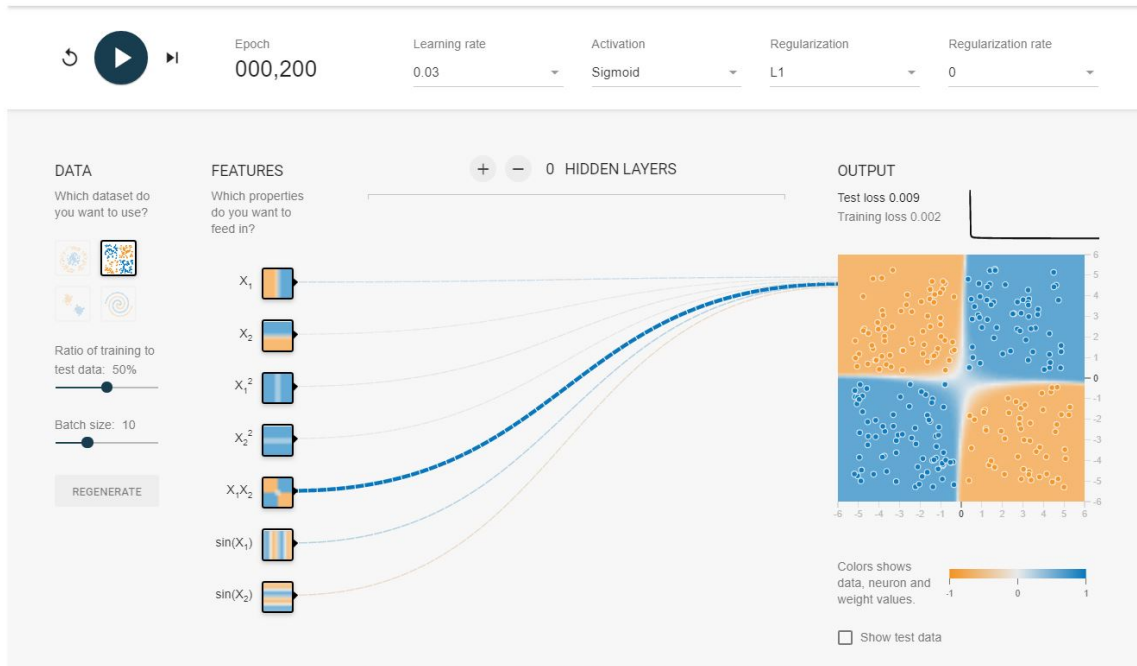 Epoch
000,200
Learning rate
0.03
Activation
Sigmoid
Regularization
L1
Regularization rate
0
DATA
Which dataset do
you want to use?
Ratio of training to
test data: 50%
Batch size: 10
REGENERATE
FEATURES
Which properties
do you want to
feed in?
X₁
X₂
X₁²
X₂²
X₁X₂
sin(X₁)
sin(X₂)
+ − 0 HIDDEN LAYERS
OUTPUT
Test loss 0.009
Training loss 0.002
6
5
4
3
2
1
0
-1
-2
-3
-4
-5
-6
-6 -5 -4 -3 -2 -1 0 1 2 3 4 5 6
Colors shows
data, neuron and
weight values.
-1 0 1
Show test data